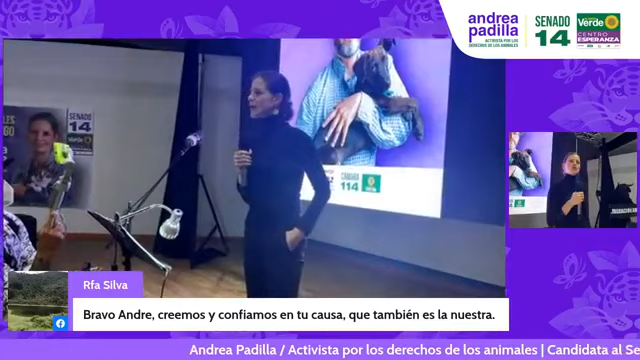 andrea
padilla
ACTIVISTA POR LOS
DERECHOS DE LOS ANIMALES
SENADO
14
Verde
CENTRO
ESPERANZA
SENADO
14
CÁMARA
114
Rfa Silva
Bravo Andre, creemos y confiamos en tu causa, que también es la nuestra.
Andrea Padilla / Activista por los derechos de los animales | Candidata al Se